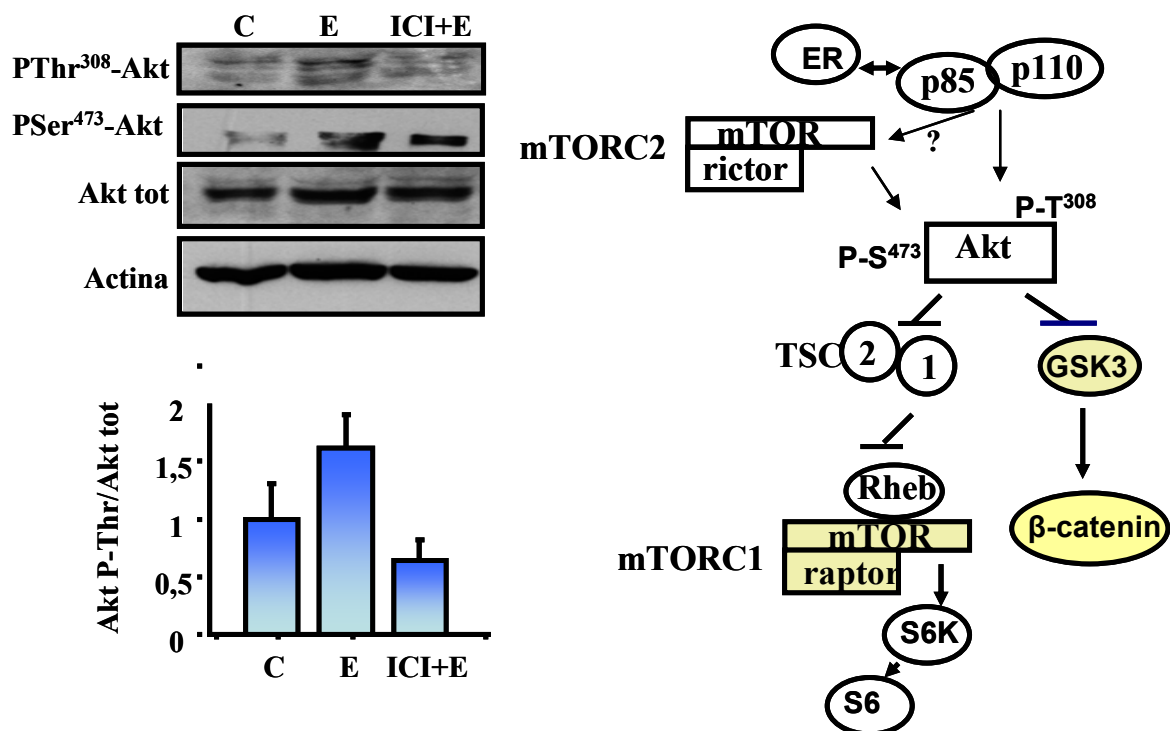 C E ICI+E
PThr³⁰⁸-Akt
PSer⁴⁷³-Akt
Akt tot
Actina
Akt P-Thr/Akt tot
2
1,5
1
0,5
0
C E ICI+E
ER
p85
p110
?
mTORC2
mTOR
rictor
P-T³⁰⁸
P-S⁴⁷³
Akt
TSC 2 1
GSK3
Rheb
mTORC1
mTOR
raptor
β-catenin
S6K
S6